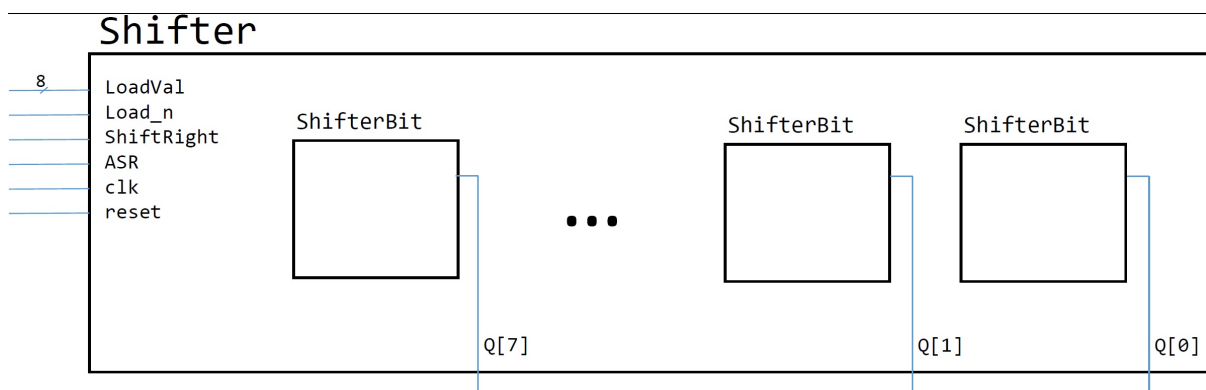 Shifter
8
LoadVal
Load_n
ShiftRight
ASR
clk
reset
ShifterBit
ShifterBit
ShifterBit
...
Q[7]
Q[1]
Q[0]